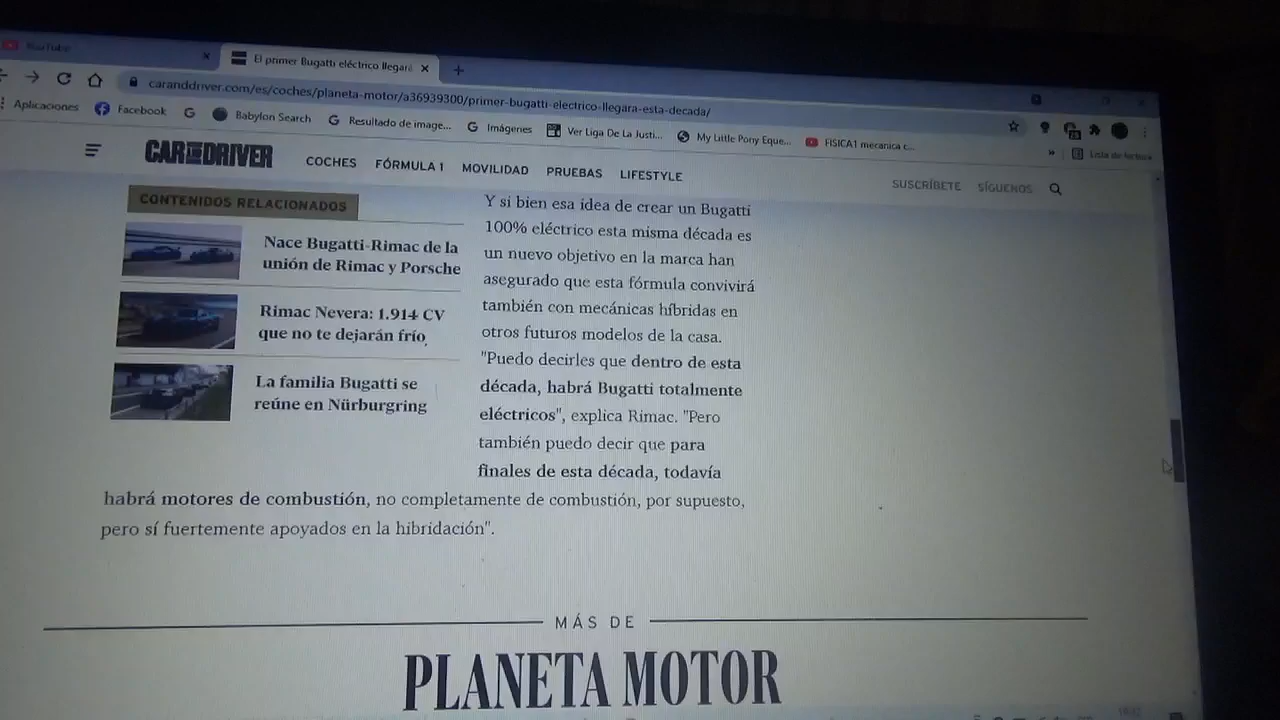 YouTube
El primer Bugatti eléctrico llegará
caranddriver.com/es/coches/planeta-motor/a36939300/primer-bugatti-electrico-llegara-esta-decada/
Aplicaciones
Facebook
Babylon Search
Resultado de image...
Imágenes
Ver Liga De La Justi...
My Little Pony Eque...
FISICA1 mecanica c...
Lista de lectura
CAR AND DRIVER
COCHES
FÓRMULA 1
MOVILIDAD
PRUEBAS
LIFESTYLE
SUSCRÍBETE
SÍGUENOS
CONTENIDOS RELACIONADOS
Nace Bugatti-Rimac de la
unión de Rimac y Porsche
Rimac Nevera: 1.914 CV
que no te dejarán frío
La familia Bugatti se
reúne en Nürburgring
Y si bien esa idea de crear un Bugatti
100% eléctrico esta misma década es
un nuevo objetivo en la marca han
asegurado que esta fórmula convivirá
también con mecánicas híbridas en
otros futuros modelos de la casa.
"Puedo decirles que dentro de esta
década, habrá Bugatti totalmente
eléctricos", explica Rimac. "Pero
también puedo decir que para
finales de esta década, todavía
habrá motores de combustión, no completamente de combustión, por supuesto,
pero sí fuertemente apoyados en la hibridación".
MÁS DE
PLANETA MOTOR